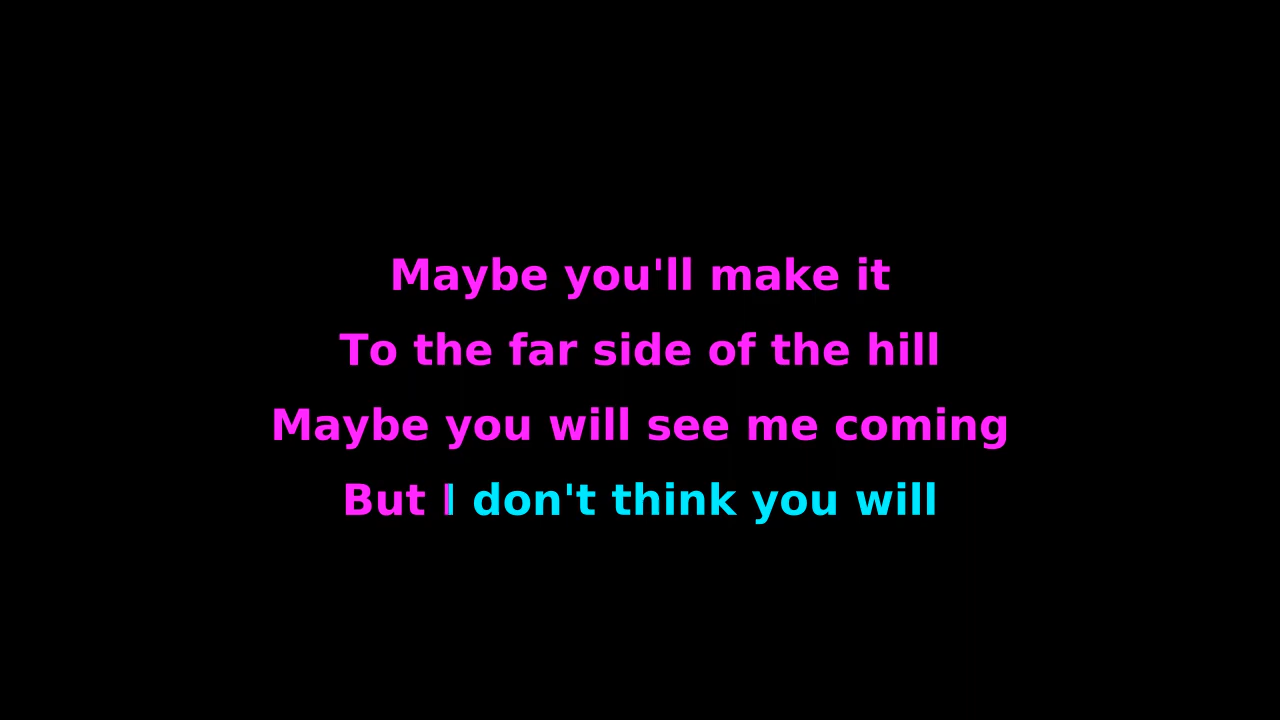 Maybe you'll make it
To the far side of the hill
Maybe you will see me coming
But I don't think you will